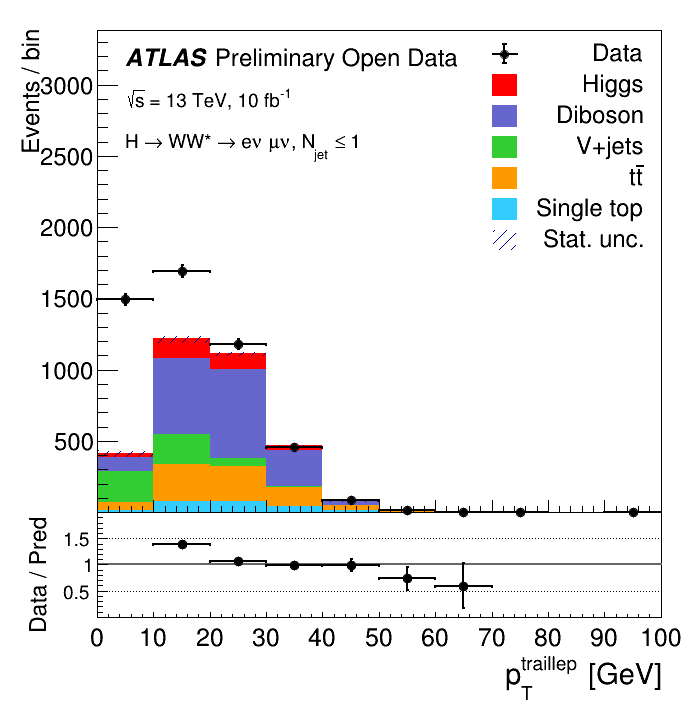 ATLAS Preliminary Open Data
√s = 13 TeV, 10 fb⁻¹
H → WW* → eν μν, N_jet ≤ 1
Data
Higgs
Diboson
V+jets
tt̄
Single top
Stat. unc.
Events / bin
3000
2500
2000
1500
1000
500
Data / Pred
1.5
1
0.5
0 10 20 30 40 50 60 70 80 90 100
p_T^traillep [GeV]